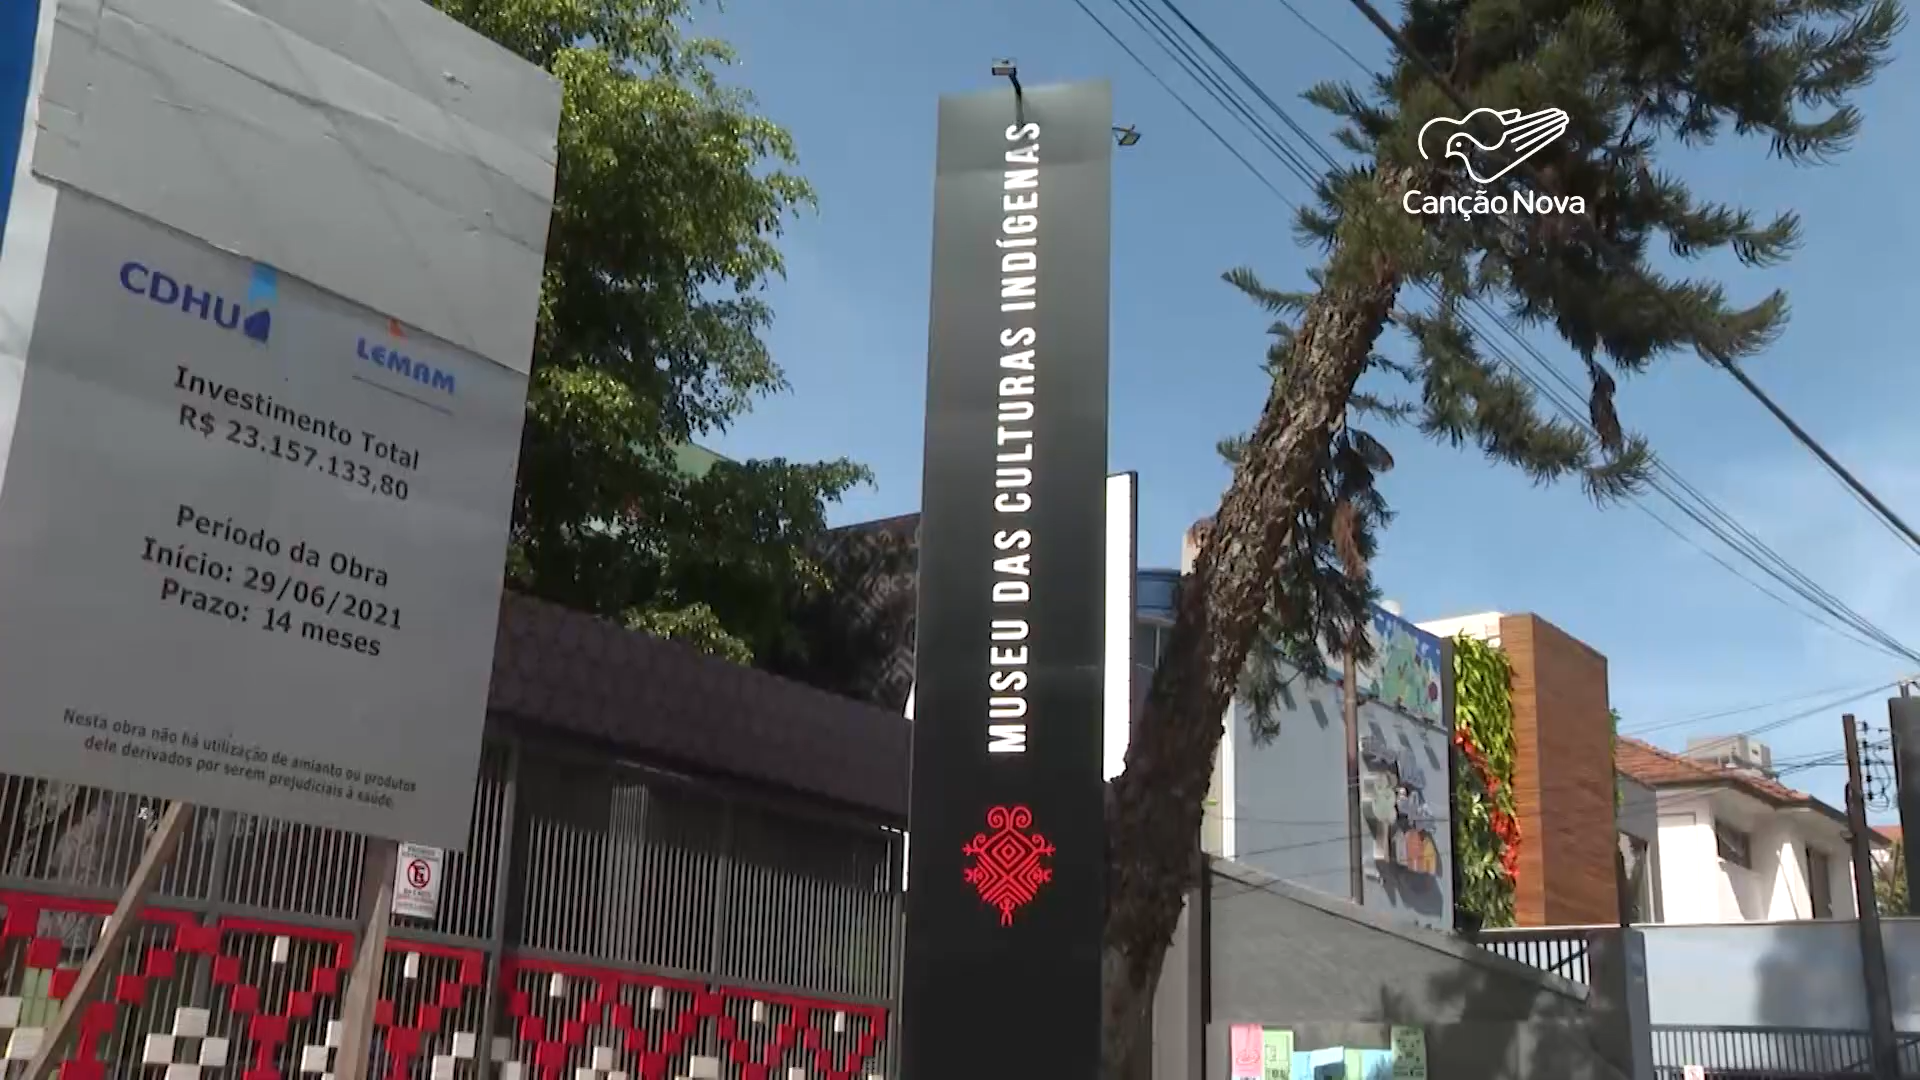 CDHU
LEMAM
Investimento Total
R$ 23.157.133,80
Período da Obra
Início: 29/06/2021
Prazo: 14 meses
Nesta obra não há utilização de amianto ou produtos
dele derivados por serem prejudiciais à saúde.
MUSEU DAS CULTURAS INDÍGENAS
Canção Nova